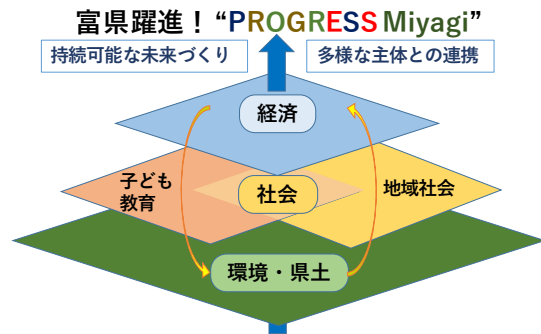 富県躍進！“PROGRESS Miyagi”
持続可能な未来づくり
多様な主体との連携
経済
子ども
教育
社会
地域社会
環境・県土